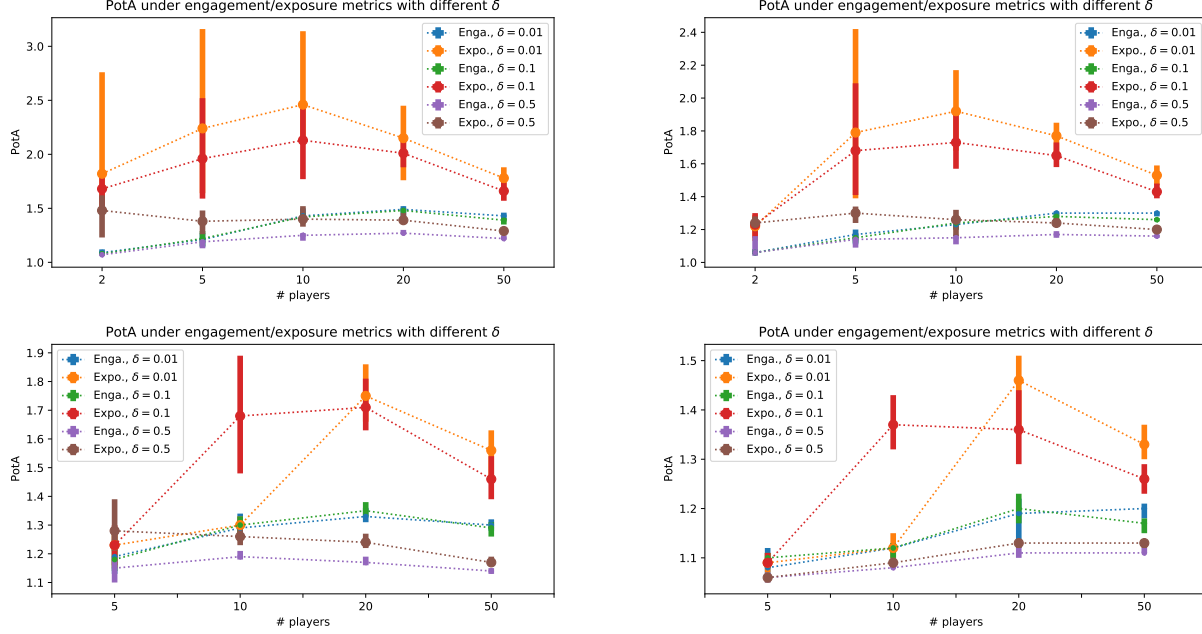 PotA under engagement/exposure metrics with different δ
PotA
3.0
2.5
2.0
1.5
1.0
Enga., δ = 0.01
Expo., δ = 0.01
Enga., δ = 0.1
Expo., δ = 0.1
Enga., δ = 0.5
Expo., δ = 0.5
2 5 10 20 50
# players
PotA under engagement/exposure metrics with different δ
PotA
2.4
2.2
2.0
1.8
1.6
1.4
1.2
1.0
Enga., δ = 0.01
Expo., δ = 0.01
Enga., δ = 0.1
Expo., δ = 0.1
Enga., δ = 0.5
Expo., δ = 0.5
2 5 10 20 50
# players
PotA under engagement/exposure metrics with different δ
PotA
1.9
1.8
1.7
1.6
1.5
1.4
1.3
1.2
1.1
Enga., δ = 0.01
Expo., δ = 0.01
Enga., δ = 0.1
Expo., δ = 0.1
Enga., δ = 0.5
Expo., δ = 0.5
5 10 20 50
# players
PotA under engagement/exposure metrics with different δ
PotA
1.5
1.4
1.3
1.2
1.1
Enga., δ = 0.01
Expo., δ = 0.01
Enga., δ = 0.1
Expo., δ = 0.1
Enga., δ = 0.5
Expo., δ = 0.5
5 10 20 50
# players